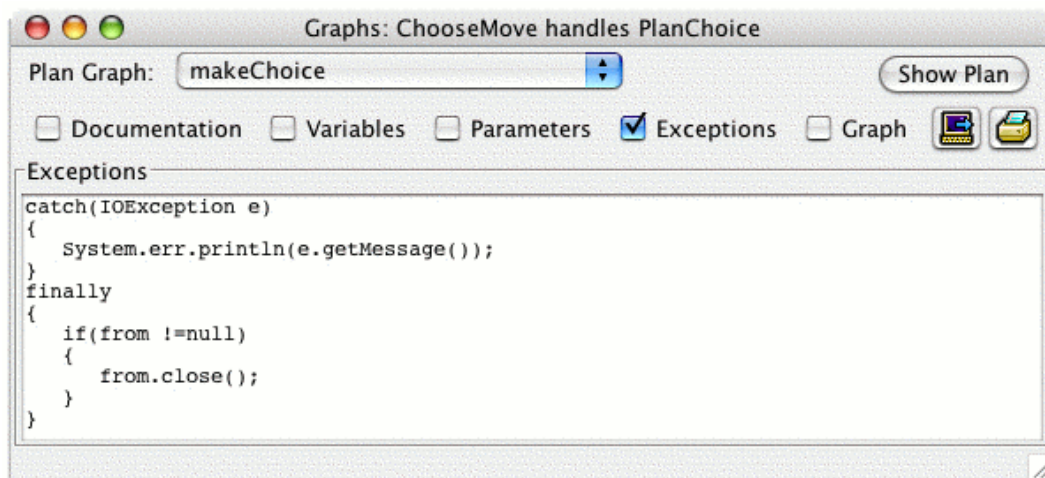 Graphs: ChooseMove handles PlanChoice
Plan Graph: makeChoice Show Plan
Documentation Variables Parameters Exceptions Graph
Exceptions
catch(IOException e)
{
   System.err.println(e.getMessage());
}
finally
{
   if(from !=null)
   {
      from.close();
   }
}